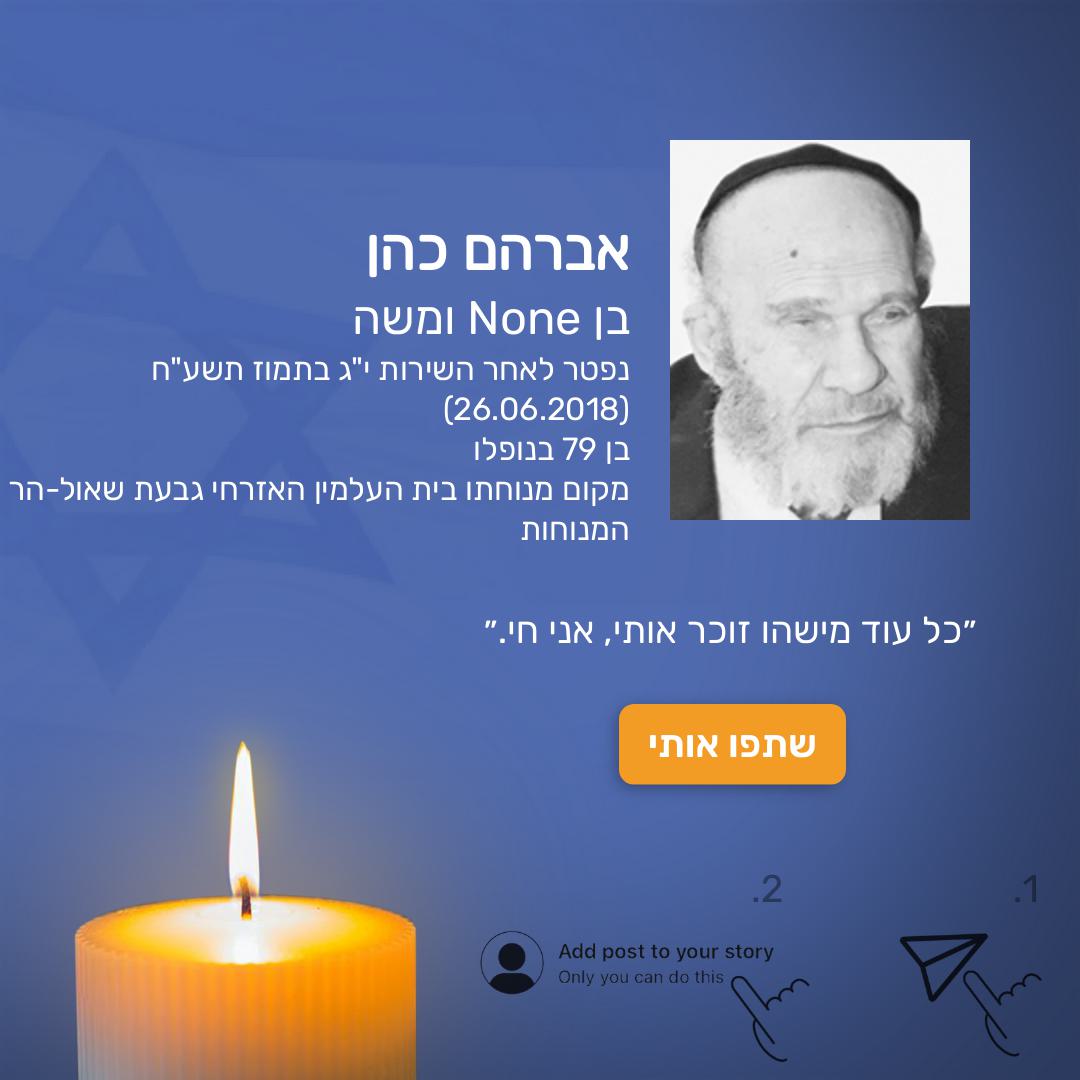 אברהם כהן
בן None ומשה
נפטר לאחר השירות י"ג בתמוז תשע"ח
(26.06.2018)
בן 79 בנופלו
מקום מנוחתו בית העלמין האזרחי גבעת שאול-הר
המנוחות
״כל עוד מישהו זוכר אותי, אני חי.״
שתפו אותי
1.
2.
Add post to your story
Only you can do this